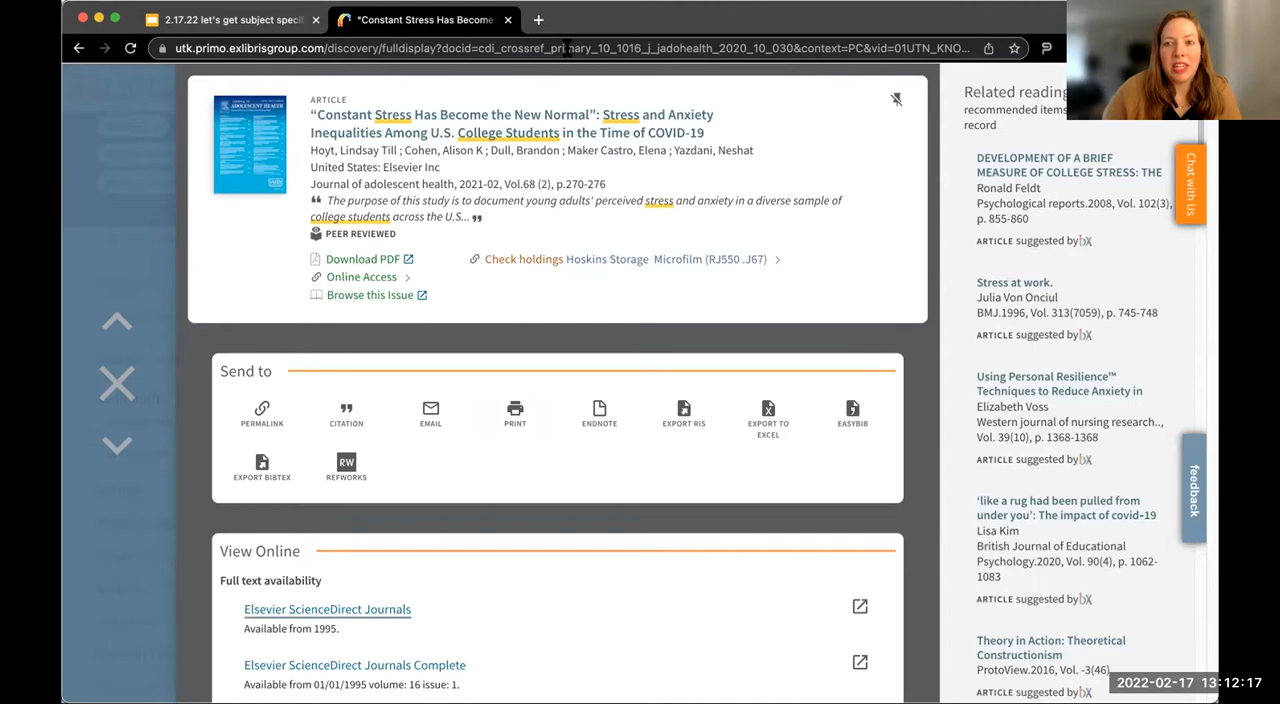 2.17.22 let's get subject specif
"Constant Stress Has Become
utk.primo.exlibrisgroup.com/discovery/fulldisplay?docid=cdi_crossref_primary_10_1016_j_jadohealth_2020_10_030&context=PC&vid=01UTN_KNO...
ARTICLE
“Constant Stress Has Become the New Normal”: Stress and Anxiety
Inequalities Among U.S. College Students in the Time of COVID-19
Hoyt, Lindsay Till ; Cohen, Alison K ; Dull, Brandon ; Maker Castro, Elena ; Yazdani, Neshat
United States: Elsevier Inc
Journal of adolescent health, 2021-02, Vol.68 (2), p.270-276
❝ The purpose of this study is to document young adults' perceived stress and anxiety in a diverse sample of
college students across the U.S... ❞
PEER REVIEWED
Download PDF
Check holdings Hoskins Storage Microfilm (RJ550 .J67)
Online Access
Browse this Issue
Send to
PERMALINK
CITATION
EMAIL
PRINT
ENDNOTE
EXPORT RIS
EXPORT TO
EXCEL
EASYBIB
EXPORT BIBTEX
RW
REFWORKS
View Online
Full text availability
Elsevier ScienceDirect Journals
Available from 1995.
Elsevier ScienceDirect Journals Complete
Available from 01/01/1995 volume: 16 issue: 1.
Related reading
recommended items
record
DEVELOPMENT OF A BRIEF
MEASURE OF COLLEGE STRESS: THE
Ronald Feldt
Psychological reports.2008, Vol. 102(3),
p. 855-860
ARTICLE suggested by bX
Stress at work.
Julia Von Onciul
BMJ.1996, Vol. 313(7059), p. 745-748
ARTICLE suggested by bX
Using Personal Resilience™
Techniques to Reduce Anxiety in
Elizabeth Voss
Western journal of nursing research..,
Vol. 39(10), p. 1368-1368
ARTICLE suggested by bX
‘like a rug had been pulled from
under you’: The impact of covid-19
Lisa Kim
British Journal of Educational
Psychology.2020, Vol. 90(4), p. 1062-
1083
ARTICLE suggested by bX
Theory in Action: Theoretical
Constructionism
ProtoView.2016, Vol. -3(46)
ARTICLE suggested by bX
Chat with Us
feedback
2022-02-17 13:12:17